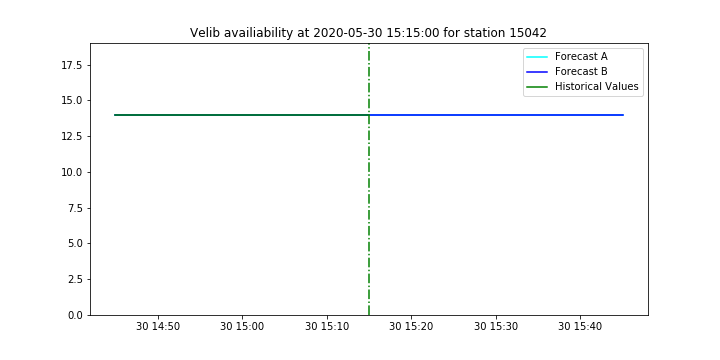 Velib availiability at 2020-05-30 15:15:00 for station 15042
Forecast A
Forecast B
Historical Values
17.5
15.0
12.5
10.0
7.5
5.0
2.5
0.0
30 14:50 30 15:00 30 15:10 30 15:20 30 15:30 30 15:40